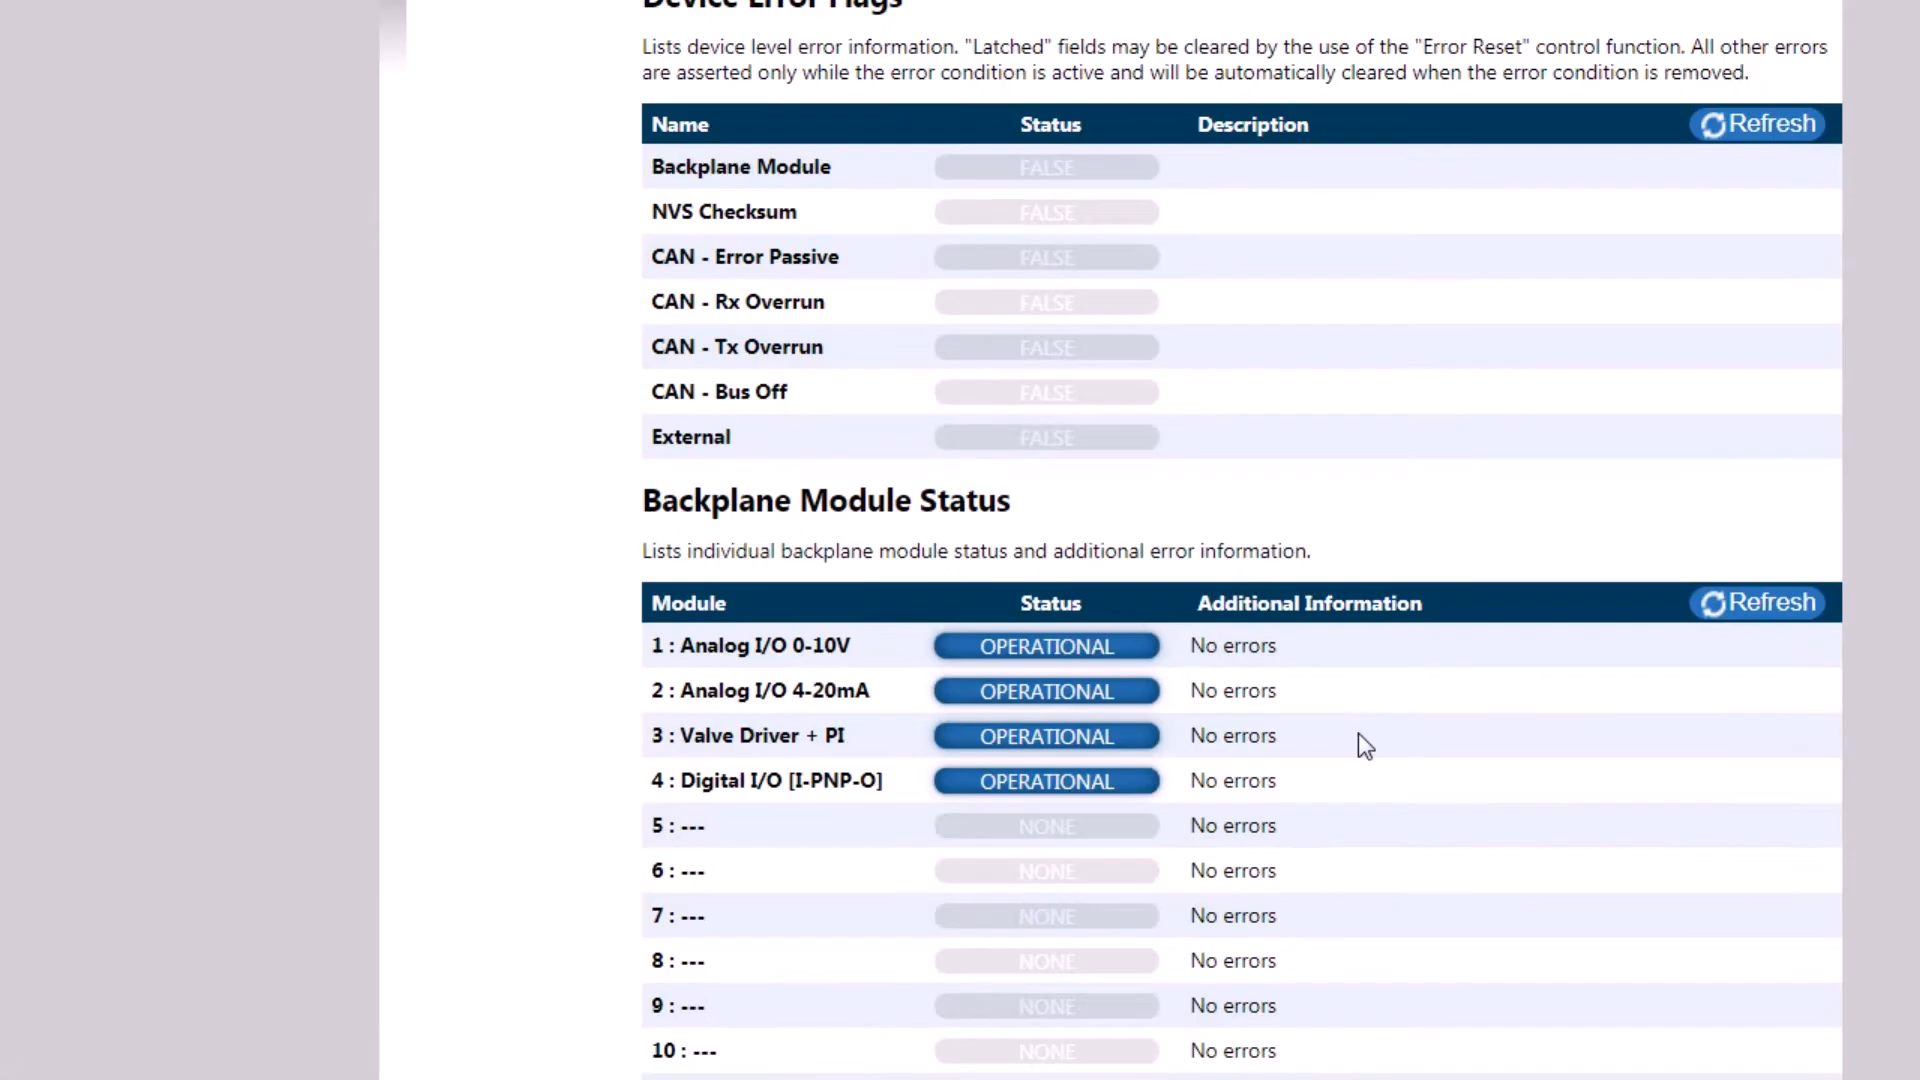 Device Error Flags
Lists device level error information. "Latched" fields may be cleared by the use of the "Error Reset" control function. All other errors
are asserted only while the error condition is active and will be automatically cleared when the error condition is removed.
Name Status Description Refresh
Backplane Module FALSE
NVS Checksum FALSE
CAN - Error Passive FALSE
CAN - Rx Overrun FALSE
CAN - Tx Overrun FALSE
CAN - Bus Off FALSE
External FALSE
Backplane Module Status
Lists individual backplane module status and additional error information.
Module Status Additional Information Refresh
1 : Analog I/O 0-10V OPERATIONAL No errors
2 : Analog I/O 4-20mA OPERATIONAL No errors
3 : Valve Driver + PI OPERATIONAL No errors
4 : Digital I/O [I-PNP-O] OPERATIONAL No errors
5 : --- NONE No errors
6 : --- NONE No errors
7 : --- NONE No errors
8 : --- NONE No errors
9 : --- NONE No errors
10 : --- NONE No errors